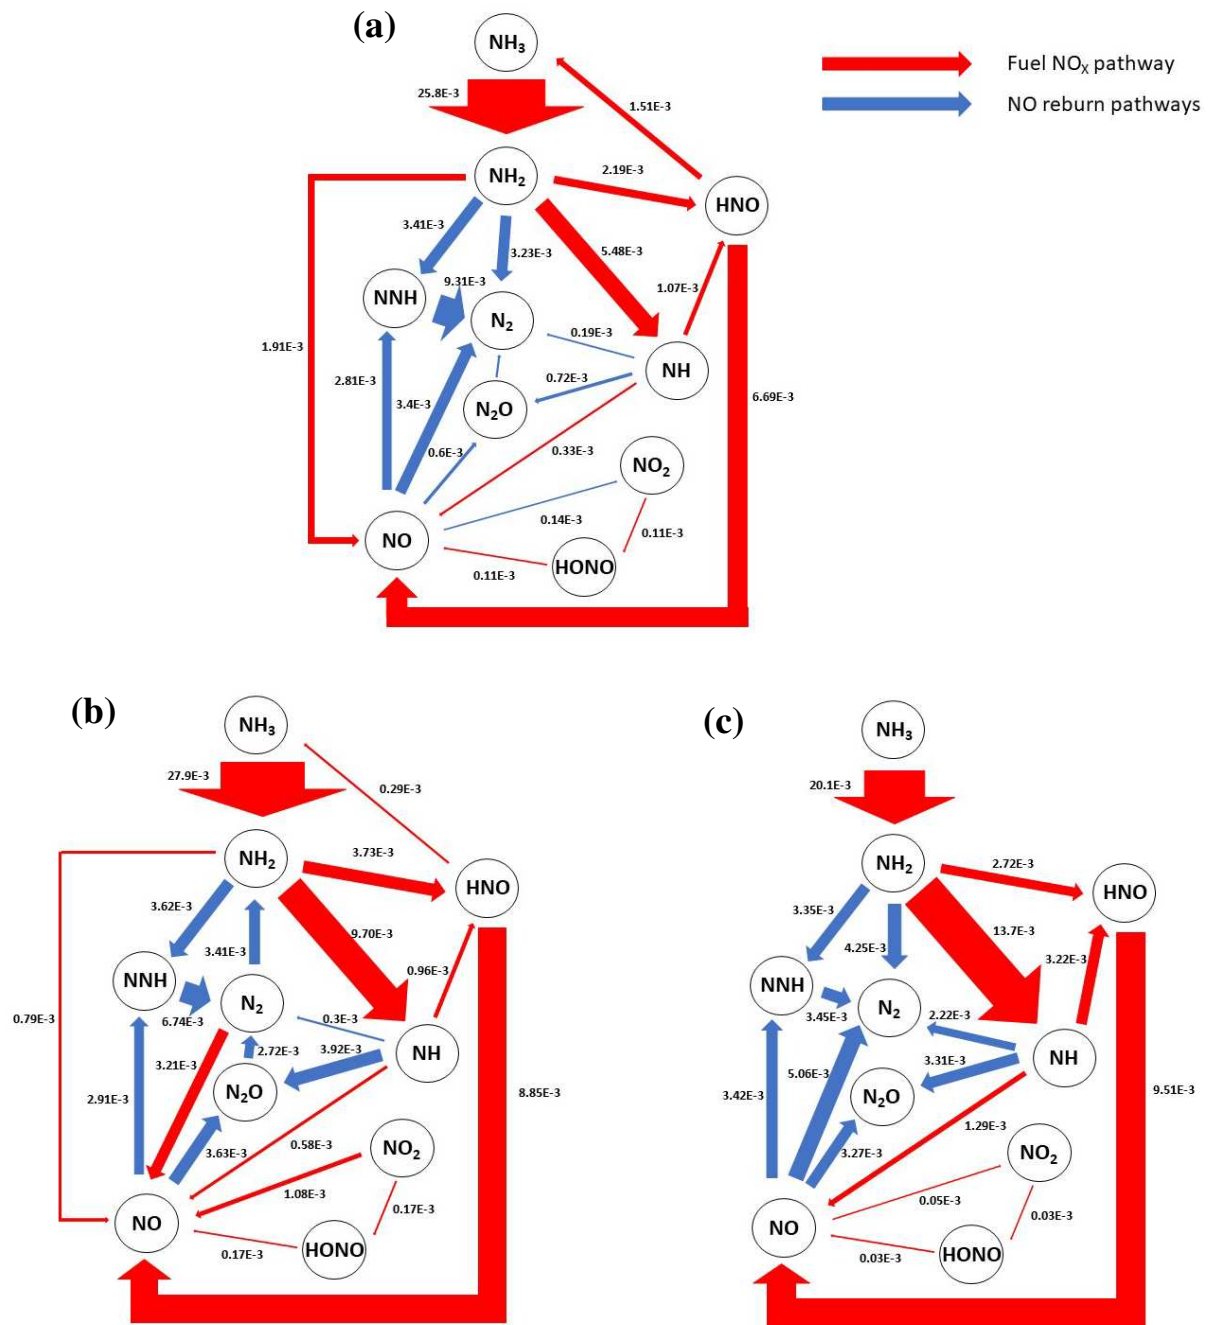 (a)
NH₃
Fuel NOₓ pathway
NO reburn pathways
25.8E-3
1.51E-3
NH₂
2.19E-3
HNO
3.41E-3
3.23E-3
5.48E-3
9.31E-3
1.07E-3
NNH
N₂
0.19E-3
1.91E-3
NH
2.81E-3
0.72E-3
3.4E-3
N₂O
6.69E-3
0.6E-3
0.33E-3
NO₂
0.14E-3
0.11E-3
NO
HONO
0.11E-3
(b)
NH₃
27.9E-3
0.29E-3
NH₂
3.73E-3
HNO
3.62E-3
9.70E-3
3.41E-3
0.96E-3
NNH
N₂
0.79E-3
6.74E-3
0.3E-3
3.92E-3
2.72E-3
NH
3.21E-3
2.91E-3
N₂O
8.85E-3
0.58E-3
3.63E-3
NO₂
1.08E-3
0.17E-3
NO
HONO
0.17E-3
(c)
NH₃
20.1E-3
NH₂
2.72E-3
HNO
3.35E-3
13.7E-3
4.25E-3
3.22E-3
NNH
N₂
3.45E-3
2.22E-3
NH
3.31E-3
5.06E-3
3.42E-3
N₂O
9.51E-3
1.29E-3
3.27E-3
NO₂
0.05E-3
0.03E-3
NO
HONO
0.03E-3